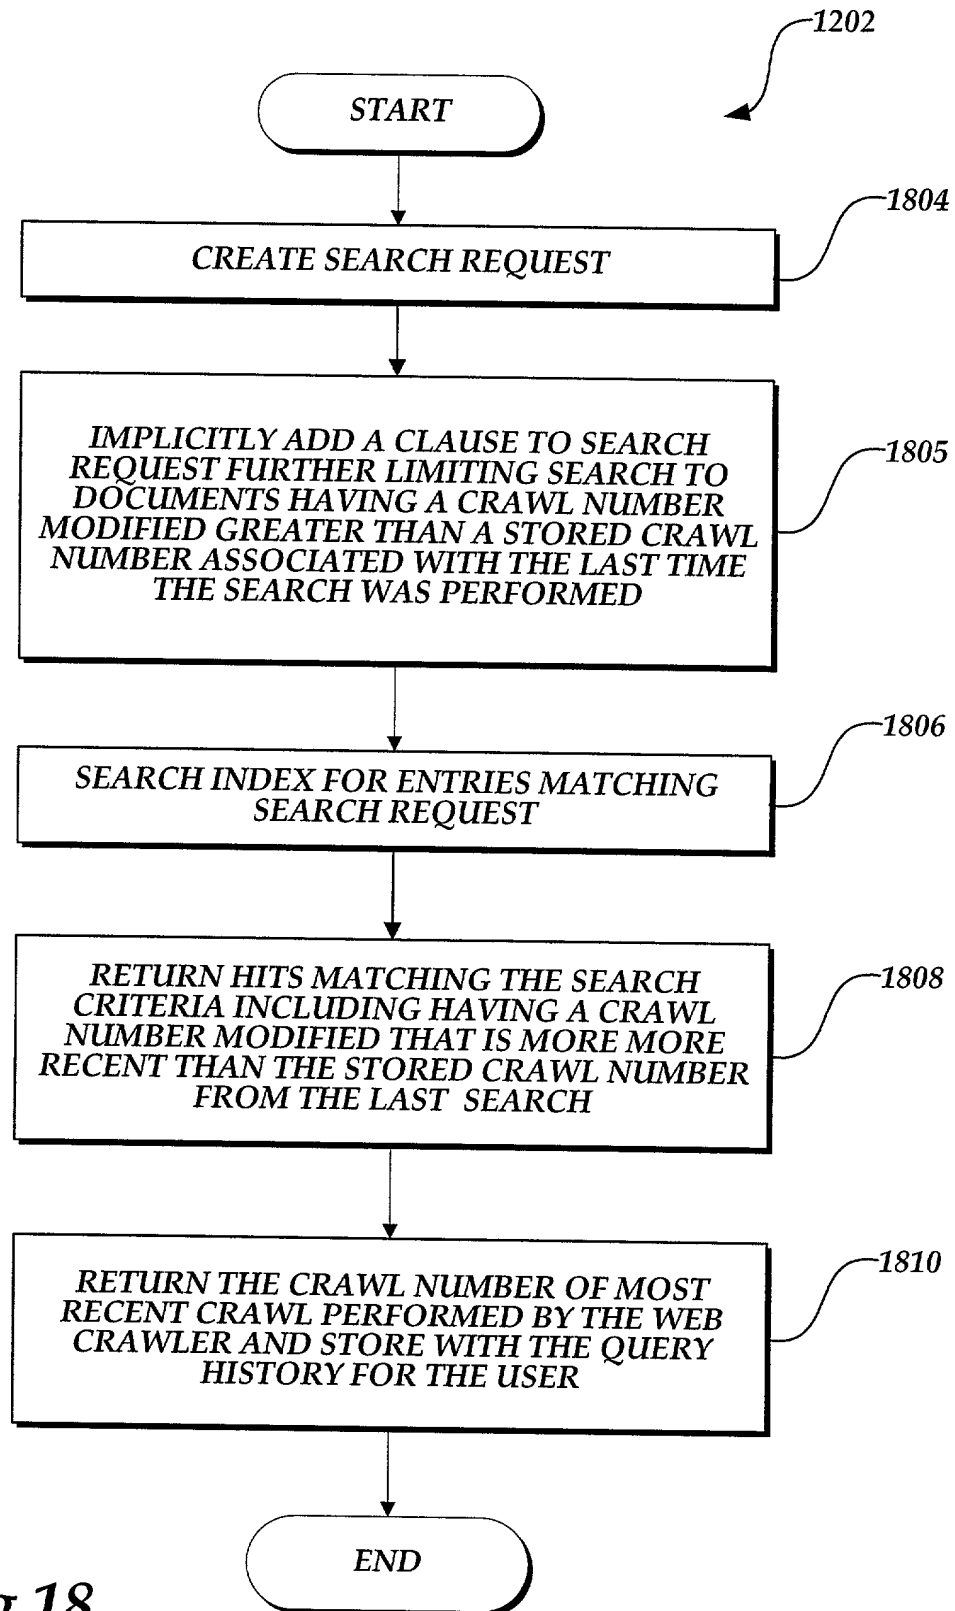 1202
START
1804
CREATE SEARCH REQUEST
IMPLICITLY ADD A CLAUSE TO SEARCH
REQUEST FURTHER LIMITING SEARCH TO
DOCUMENTS HAVING A CRAWL NUMBER
MODIFIED GREATER THAN A STORED CRAWL
NUMBER ASSOCIATED WITH THE LAST TIME
THE SEARCH WAS PERFORMED
1805
1806
SEARCH INDEX FOR ENTRIES MATCHING
SEARCH REQUEST
RETURN HITS MATCHING THE SEARCH
CRITERIA INCLUDING HAVING A CRAWL
NUMBER MODIFIED THAT IS MORE MORE
RECENT THAN THE STORED CRAWL NUMBER
FROM THE LAST SEARCH
1808
RETURN THE CRAWL NUMBER OF MOST
RECENT CRAWL PERFORMED BY THE WEB
CRAWLER AND STORE WITH THE QUERY
HISTORY FOR THE USER
1810
END
18